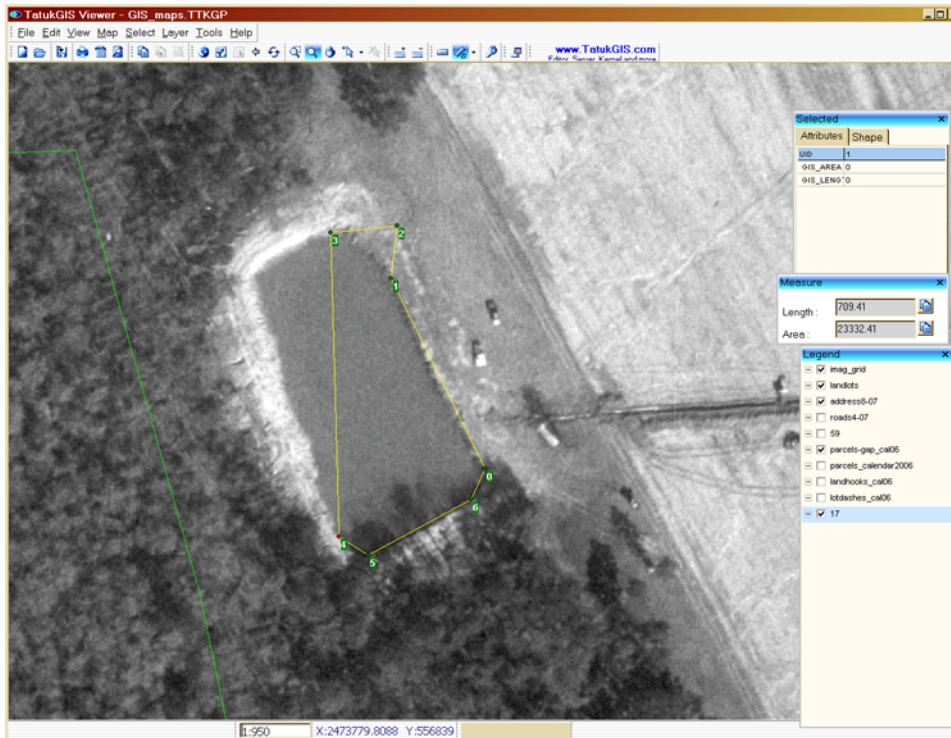 TatukGIS Viewer - GIS_maps.TTKGP
File Edit View Map Select Layer Tools Help
www.TatukGIS.com
Editor, Server, Kernel and more
Selected
Attributes Shape
UID 1
GIS_AREA 0
GIS_LENGT 0
3
2
1
Measure
Length : 709.41
Area : 23332.41
Legend
imag_grid
landlots
address8-07
roads4-07
59
parcels-gap_cal06
parcels_calendar2006
landhooks_cal06
lotdashes_cal06
17
0
6
4
5
1:950 X:2473779.8088 Y:556839